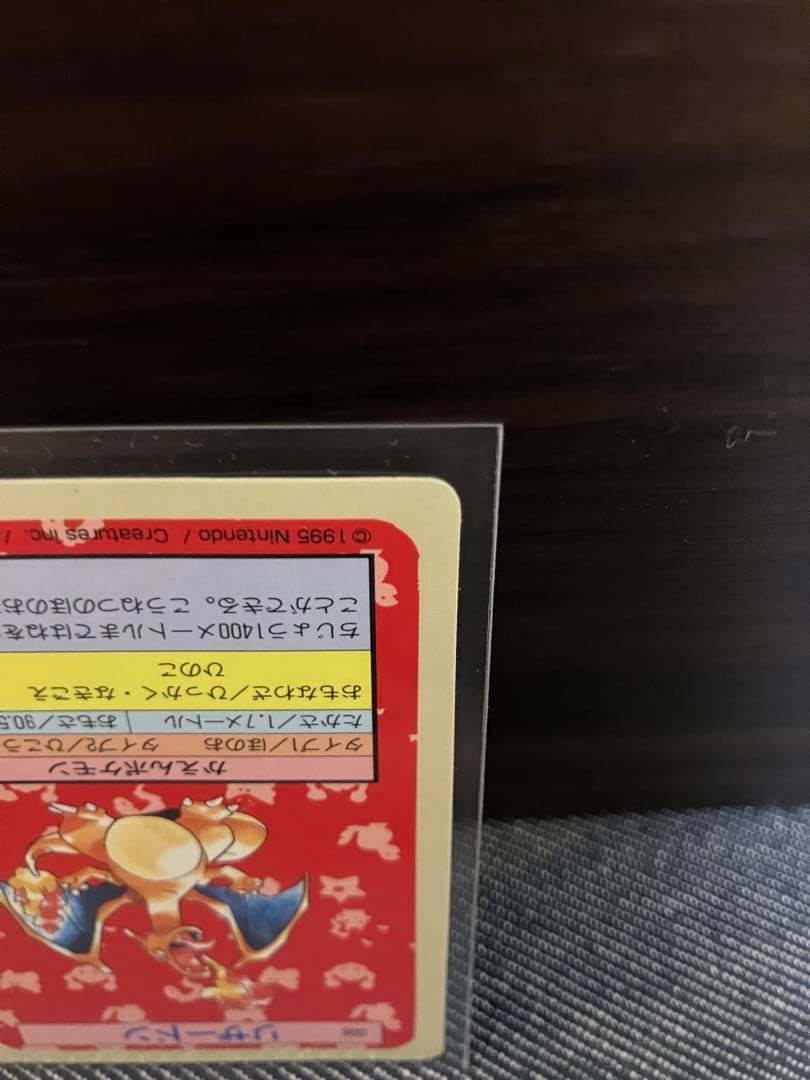 リザードン
かえんポケモン
タイプ1/ほのお タイプ2/ひこう
たかさ/1.7メートル おもさ/90.5
おもなわざ/ひっかく・なきごえ
ひのこ
ちじょう1400メートルまではねを
ことができる。こうねつのほのお
©1995 Nintendo / Creatures inc. /